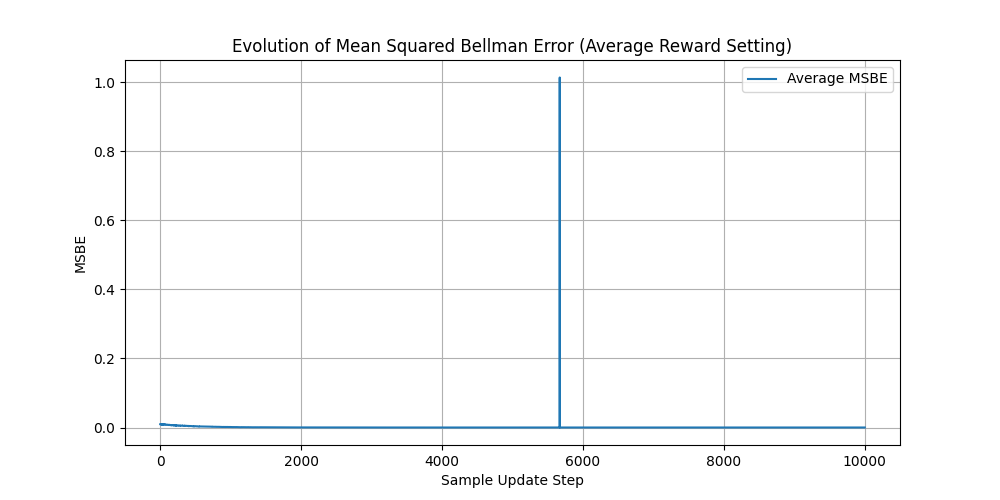 Evolution of Mean Squared Bellman Error (Average Reward Setting)
Average MSBE
1.0
0.8
0.6
0.4
0.2
0.0
MSBE
0 2000 4000 6000 8000 10000
Sample Update Step